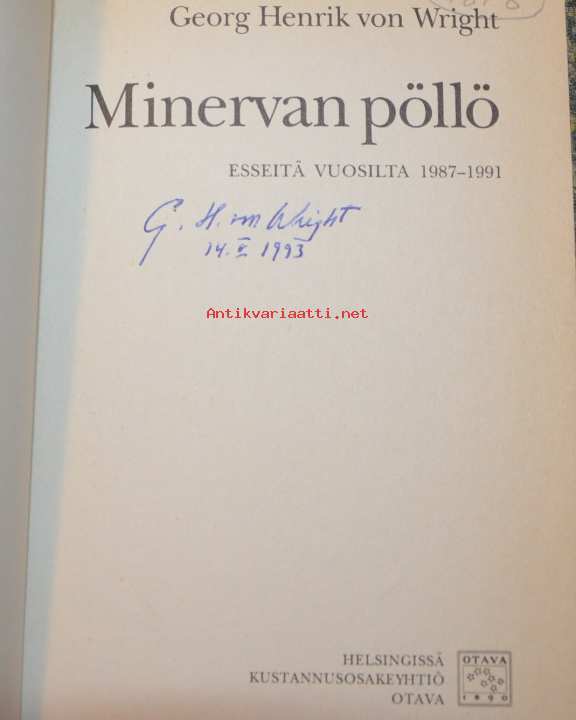 Georg Henrik von Wright
Minervan pöllö
ESSEITÄ VUOSILTA 1987–1991
G. H. von Wright
14. V 1993
Antikvariaatti.net
HELSINGISSÄ
KUSTANNUSOSAKEYHTIÖ
OTAVA
OTAVA
1890